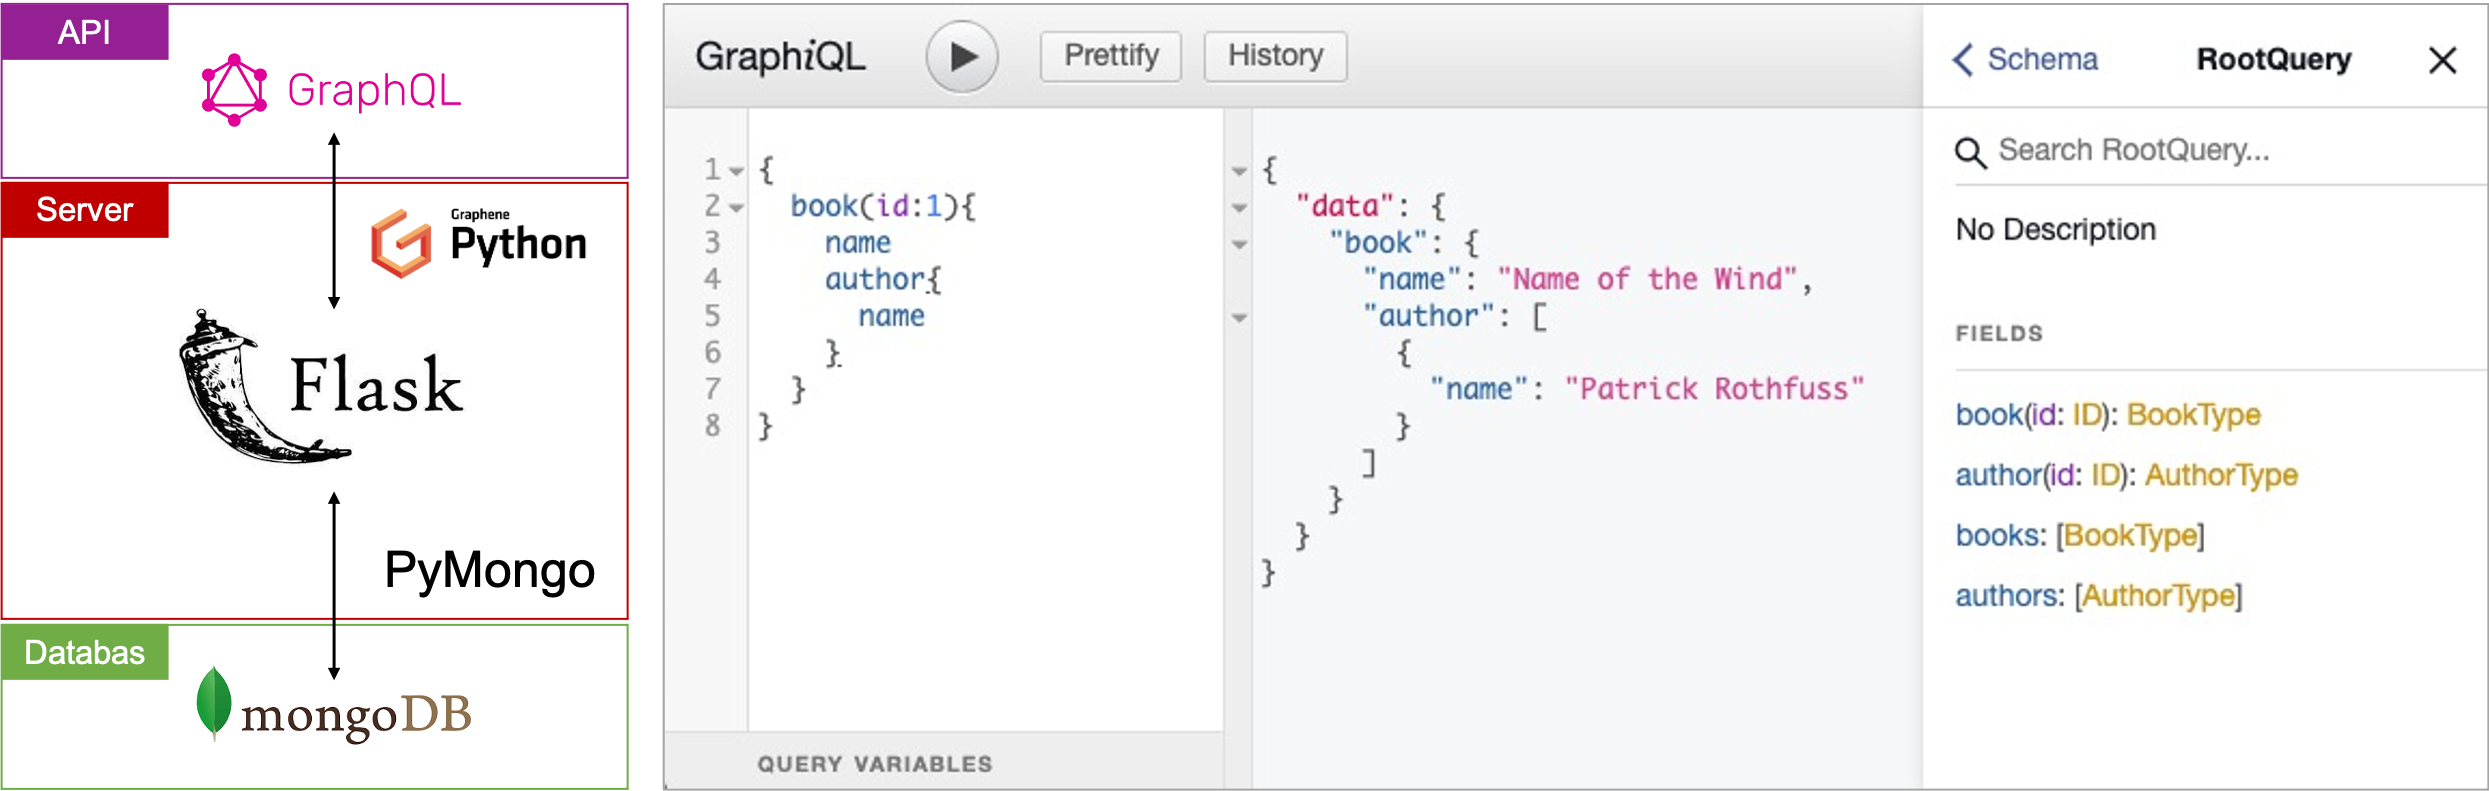 API
GraphQL
Server
Graphene
Python
Flask
PyMongo
Databas
mongoDB
GraphiQL
Prettify
History
1 {
2 book(id:1){
3 name
4 author{
5 name
6 }
7 }
8 }
QUERY VARIABLES
{
"data": {
"book": {
"name": "Name of the Wind",
"author": [
{
"name": "Patrick Rothfuss"
}
]
}
}
}
Schema
RootQuery
Search RootQuery...
No Description
FIELDS
book(id: ID): BookType
author(id: ID): AuthorType
books: [BookType]
authors: [AuthorType]